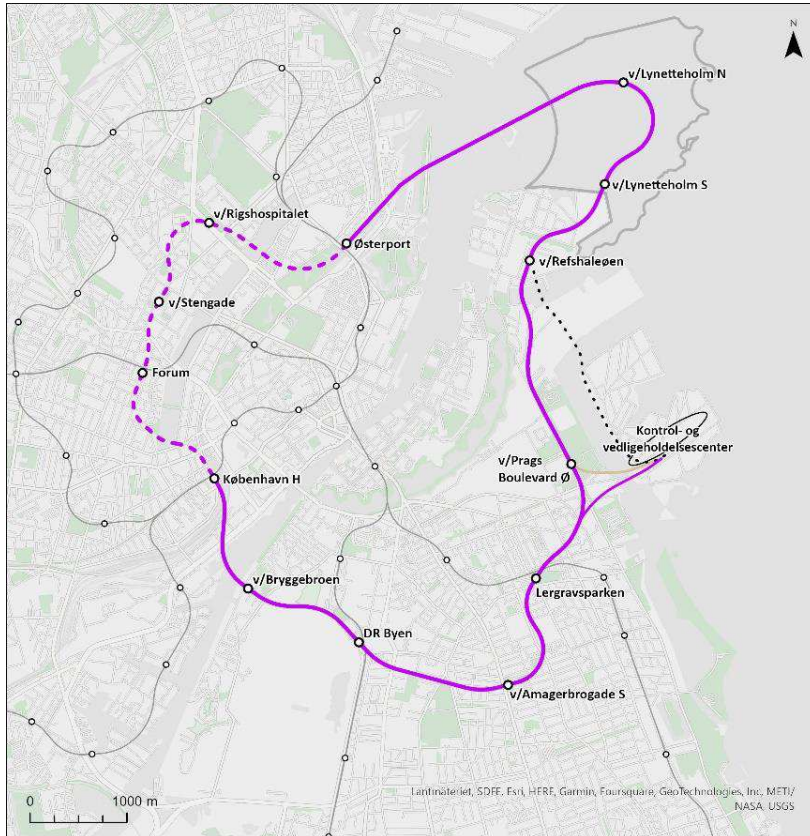 N
v/Lynetteholm N
v/Lynetteholm S
v/Rigshospitalet
Østerport
v/Refshaleøen
v/Stengade
Forum
Kontrol- og
vedligeholdelsescenter
v/Prags
Boulevard Ø
København H
v/Bryggebroen
Lergravsparken
DR Byen
v/Amagerbrogade S
0 1000 m
Lantmäteriet, SDFE, Esri, HERE, Garmin, Foursquare, GeoTechnologies, Inc, METI/
NASA, USGS